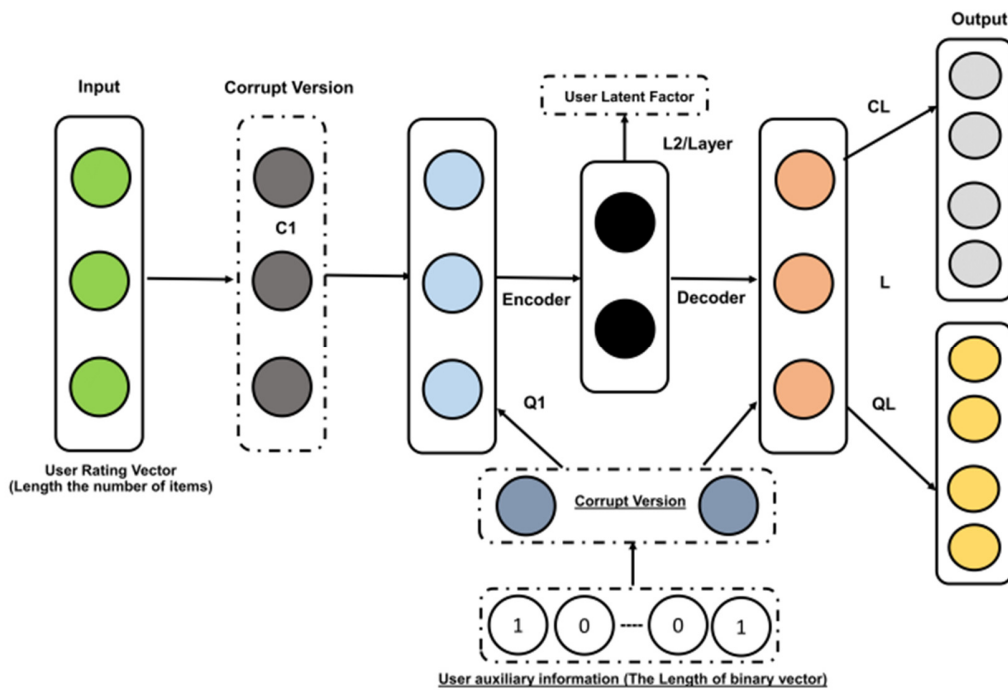 Output
Input
Corrupt Version
User Latent Factor
CL
L2/Layer
C1
L
Encoder
Decoder
Q1
QL
User Rating Vector
(Length the number of items)
Corrupt Version
1 0 ---- 0 1
User auxiliary information (The Length of binary vector)